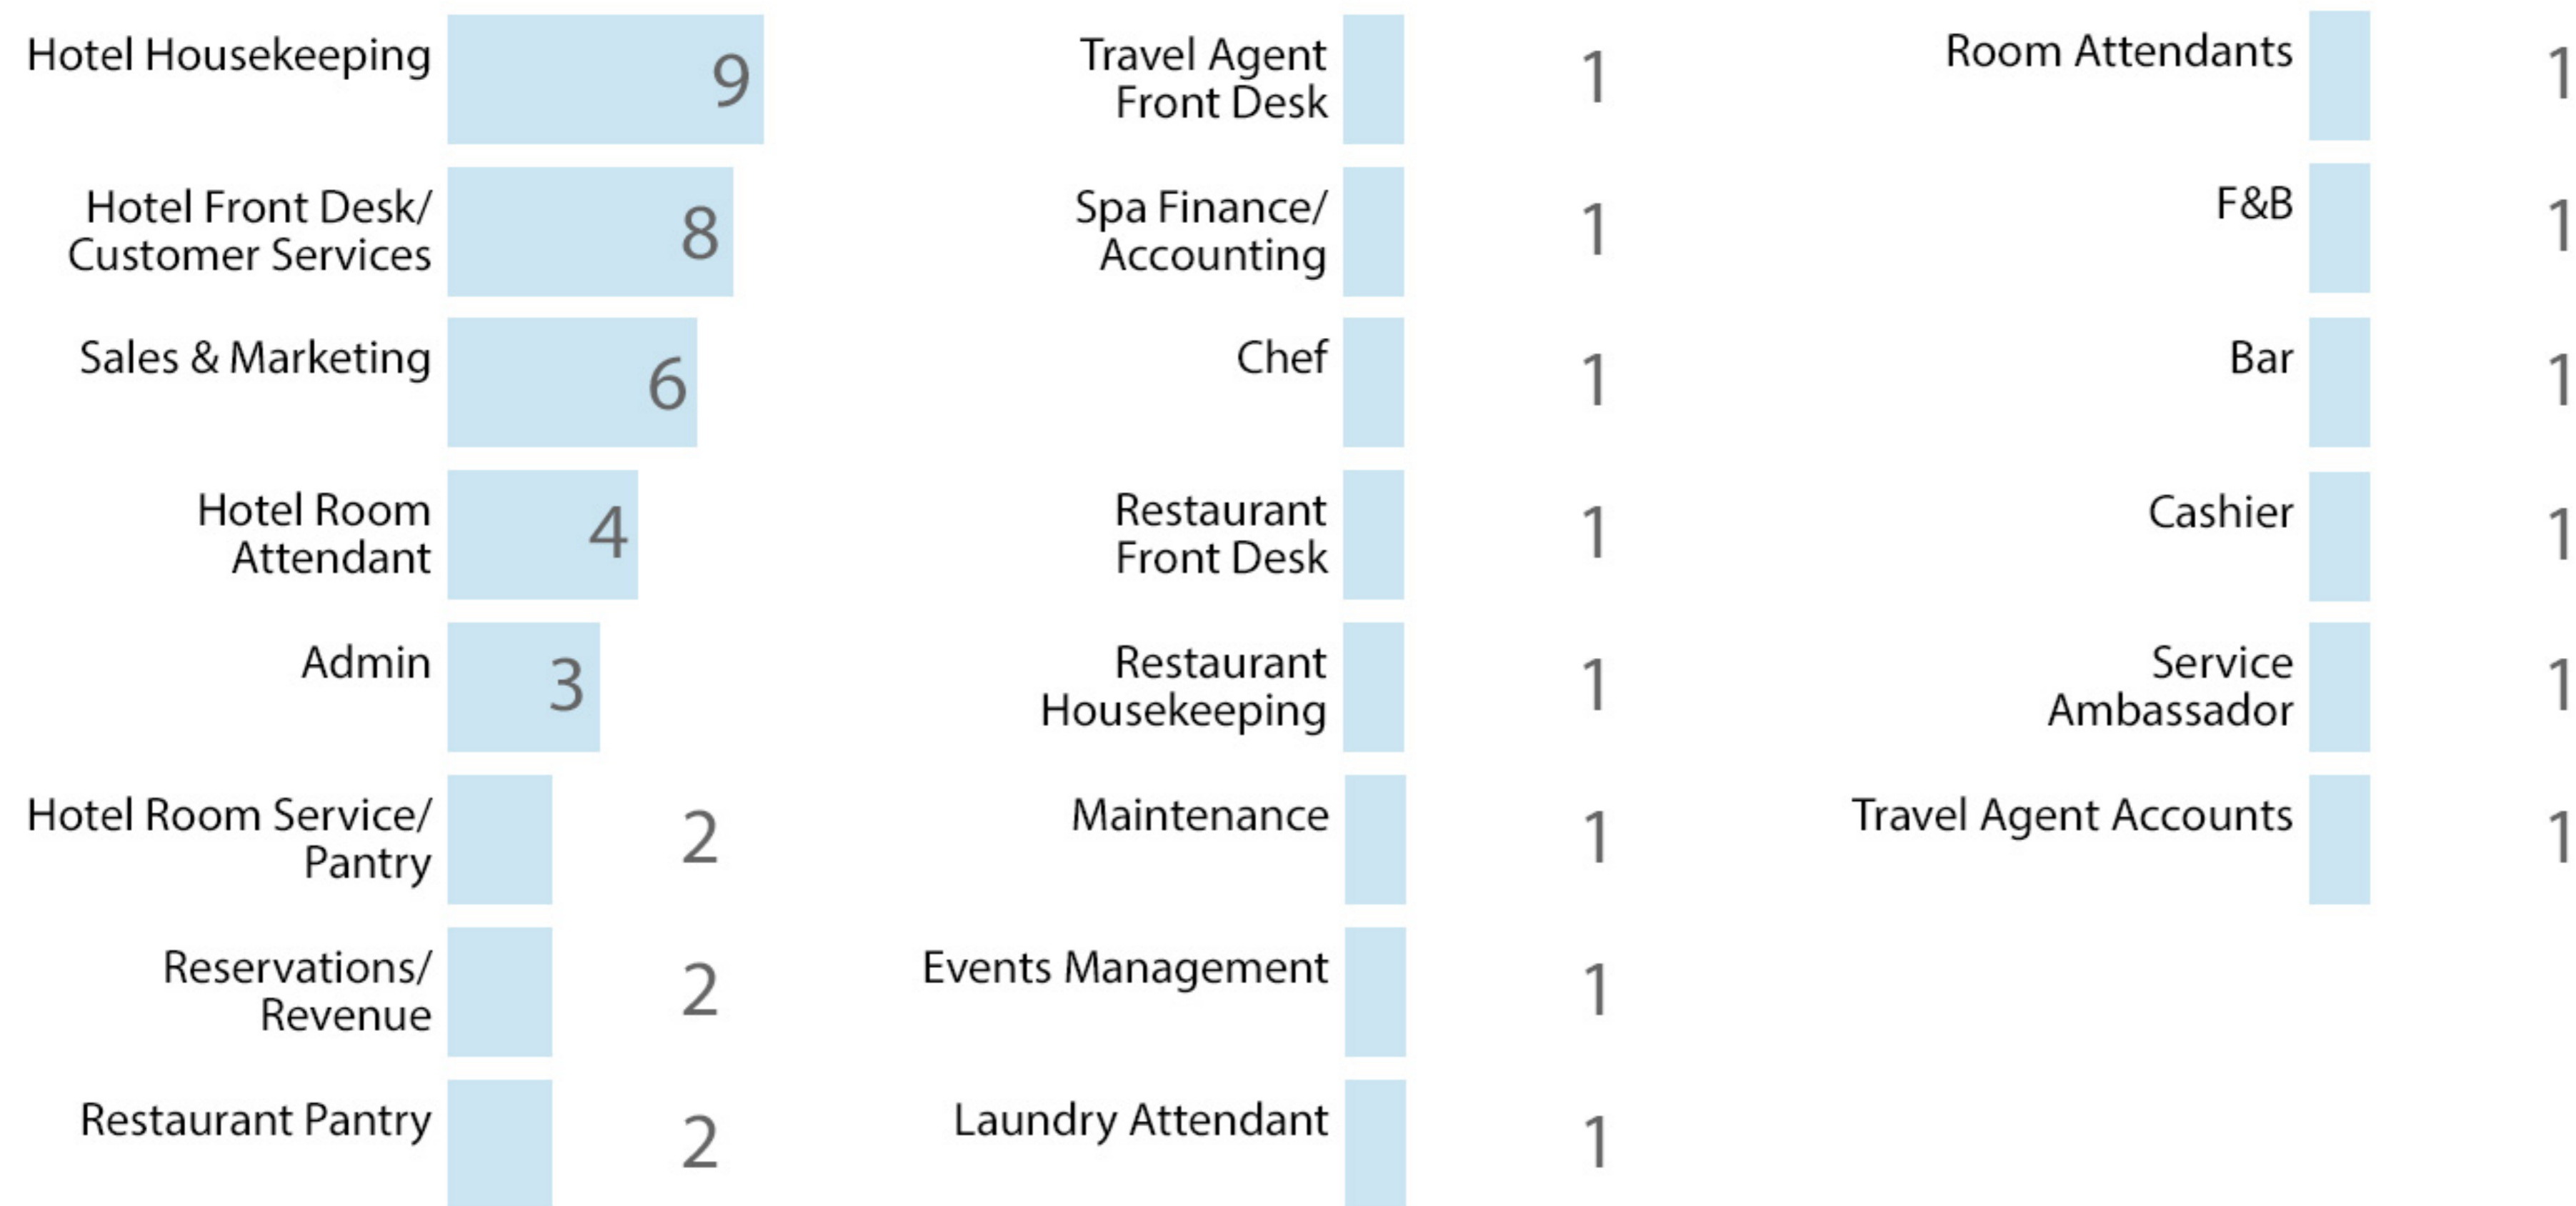 Hotel Housekeeping
9
Hotel Front Desk/
Customer Services
8
Sales & Marketing
6
Hotel Room
Attendant
4
Admin
3
Hotel Room Service/
Pantry
2
Reservations/
Revenue
2
Restaurant Pantry
2
Travel Agent
Front Desk
1
Spa Finance/
Accounting
1
Chef
1
Restaurant
Front Desk
1
Restaurant
Housekeeping
1
Maintenance
1
Events Management
1
Laundry Attendant
1
Room Attendants
1
F&B
1
Bar
1
Cashier
1
Service
Ambassador
1
Travel Agent Accounts
1